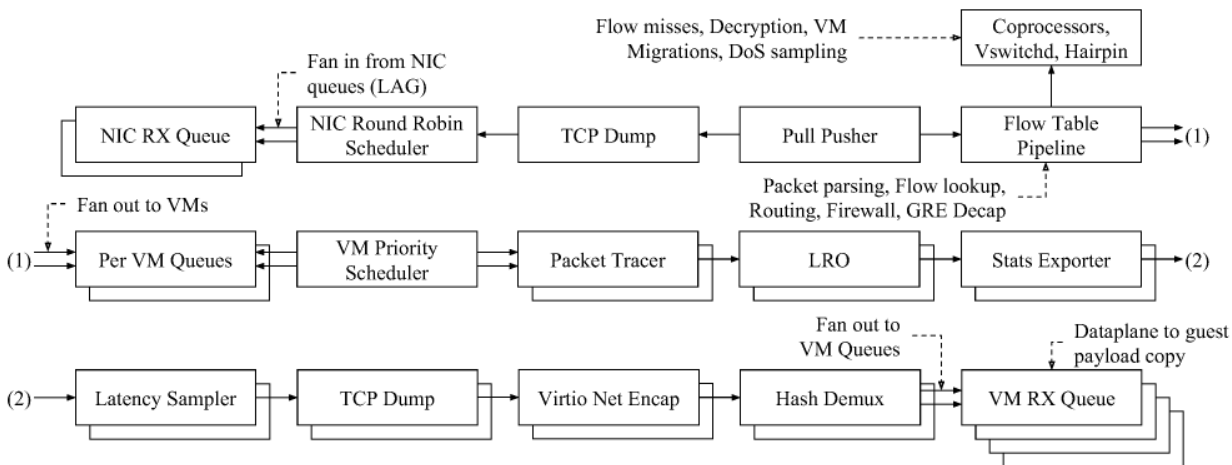 Flow misses, Decryption, VM
Migrations, DoS sampling
Coprocessors,
Vswitchd, Hairpin
Fan in from NIC
queues (LAG)
NIC RX Queue
NIC Round Robin
Scheduler
TCP Dump
Pull Pusher
Flow Table
Pipeline
(1)
Packet parsing, Flow lookup,
Routing, Firewall, GRE Decap
Fan out to VMs
(1)
Per VM Queues
VM Priority
Scheduler
Packet Tracer
LRO
Stats Exporter
(2)
Fan out to
VM Queues
Dataplane to guest
payload copy
(2)
Latency Sampler
TCP Dump
Virtio Net Encap
Hash Demux
VM RX Queue